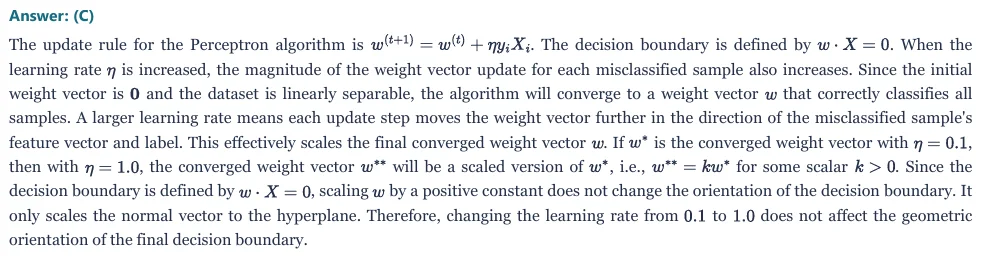 Answer: (C)
The update rule for the Perceptron algorithm is w⁽ᵗ⁺¹⁾ = w⁽ᵗ⁾ + ηyᵢXᵢ. The decision boundary is defined by w · X = 0. When the
learning rate η is increased, the magnitude of the weight vector update for each misclassified sample also increases. Since the initial
weight vector is 0 and the dataset is linearly separable, the algorithm will converge to a weight vector w that correctly classifies all
samples. A larger learning rate means each update step moves the weight vector further in the direction of the misclassified sample's
feature vector and label. This effectively scales the final converged weight vector w. If w* is the converged weight vector with η = 0.1,
then with η = 1.0, the converged weight vector w** will be a scaled version of w*, i.e., w** = kw* for some scalar k > 0. Since the
decision boundary is defined by w · X = 0, scaling w by a positive constant does not change the orientation of the decision boundary. It
only scales the normal vector to the hyperplane. Therefore, changing the learning rate from 0.1 to 1.0 does not affect the geometric
orientation of the final decision boundary.